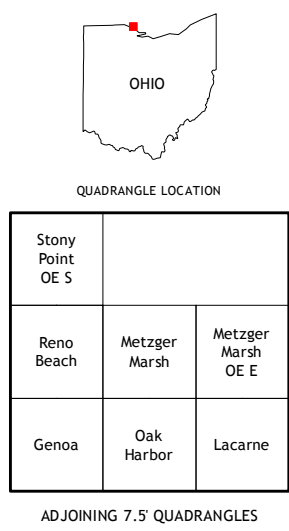 OHIO
QUADRANGLE LOCATION
Stony
Point
OE S
Reno
Beach
Metzger
Marsh
Metzger
Marsh
OE E
Genoa
Oak
Harbor
Lacarne
ADJOINING 7.5' QUADRANGLES